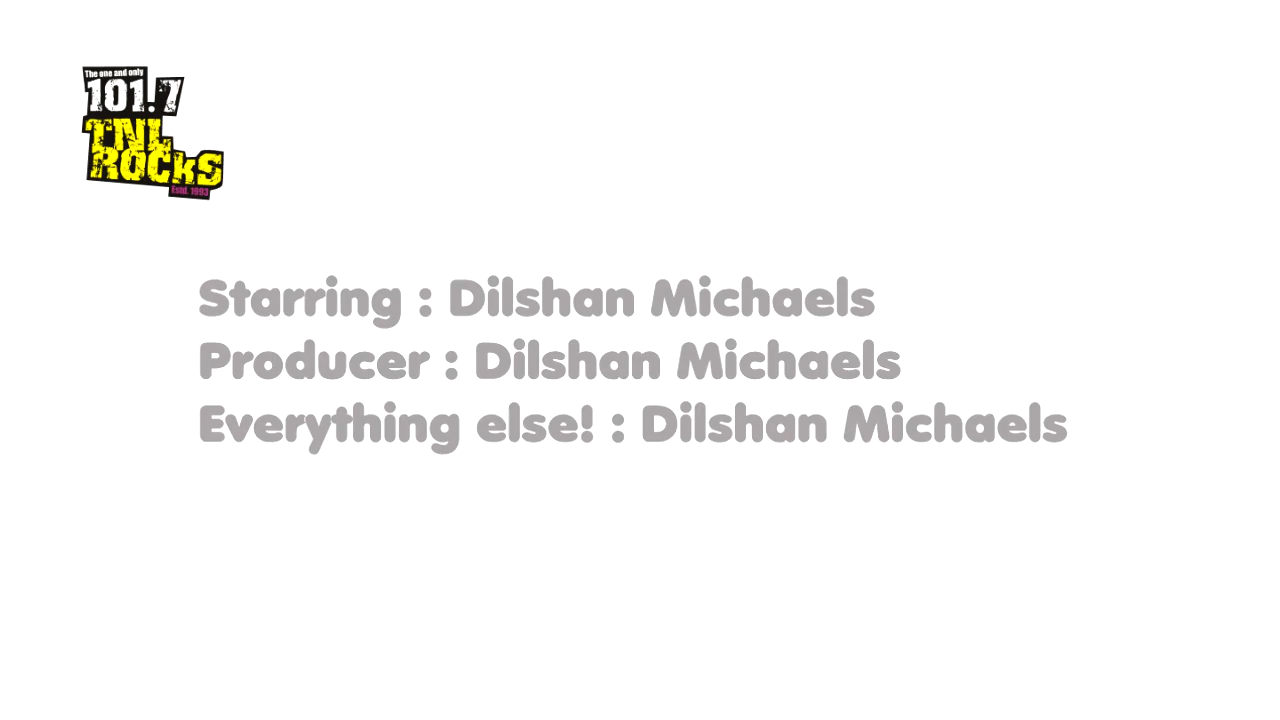 The one and only
101.7
TNL
ROCKS
Estd. 1993
Starring : Dilshan Michaels
Producer : Dilshan Michaels
Everything else! : Dilshan Michaels